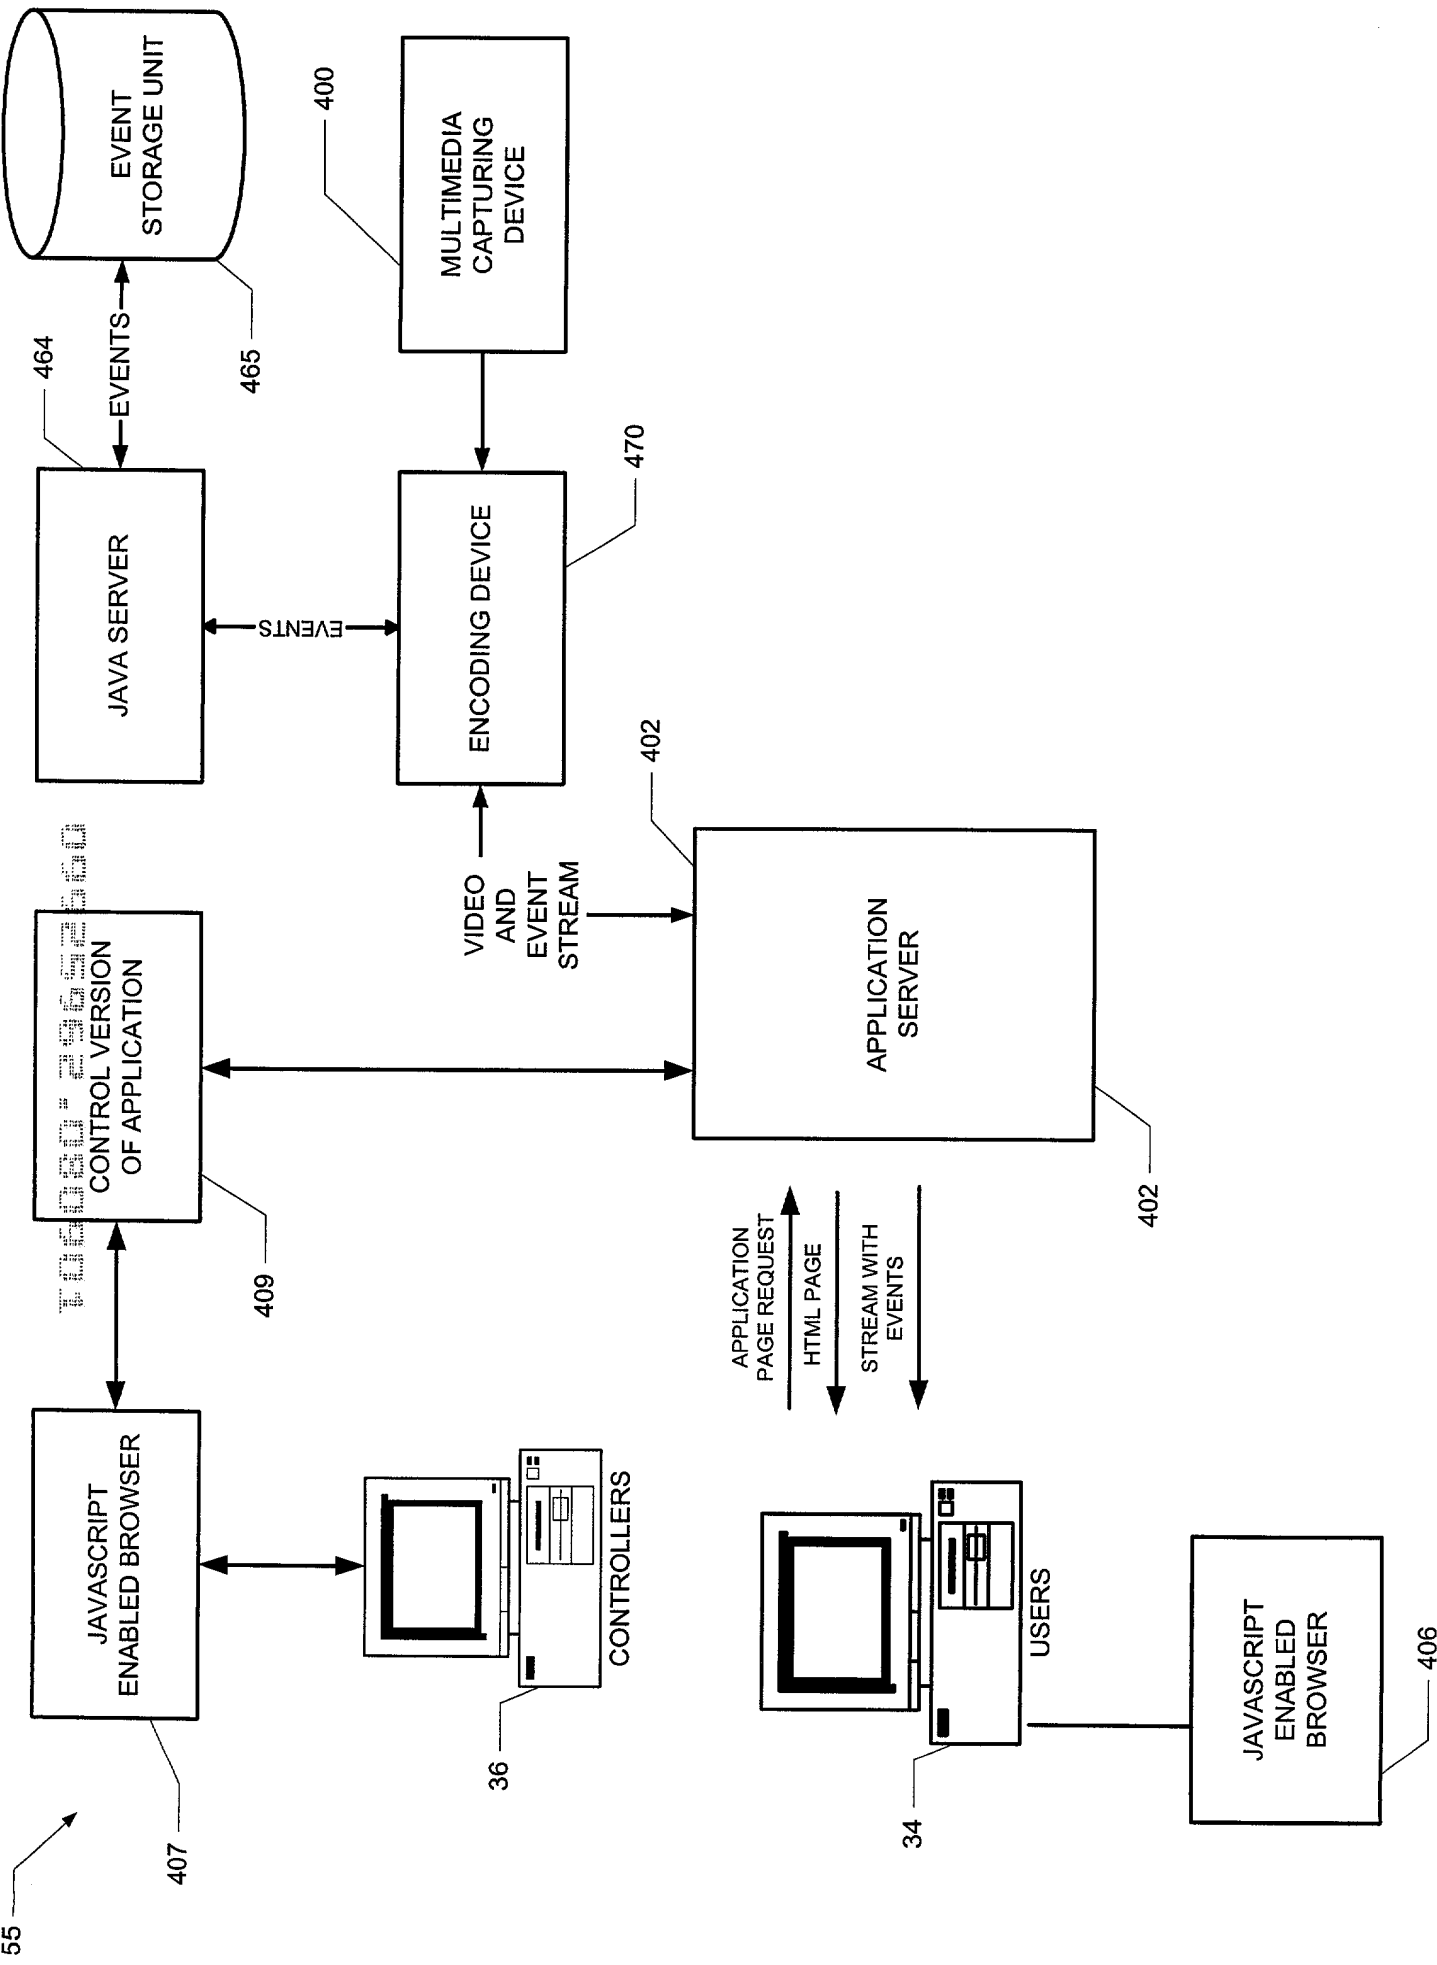 55
407
JAVASCRIPT
ENABLED BROWSER
36
CONTROLLERS
409
CONTROL VERSION
OF APPLICATION
464
JAVA SERVER
EVENTS
465
EVENT
STORAGE UNIT
EVENTS
400
MULTIMEDIA
CAPTURING
DEVICE
470
ENCODING DEVICE
VIDEO
AND
EVENT
STREAM
402
APPLICATION
SERVER
402
APPLICATION
PAGE REQUEST
HTML PAGE
STREAM WITH
EVENTS
34
USERS
JAVASCRIPT
ENABLED
BROWSER
406